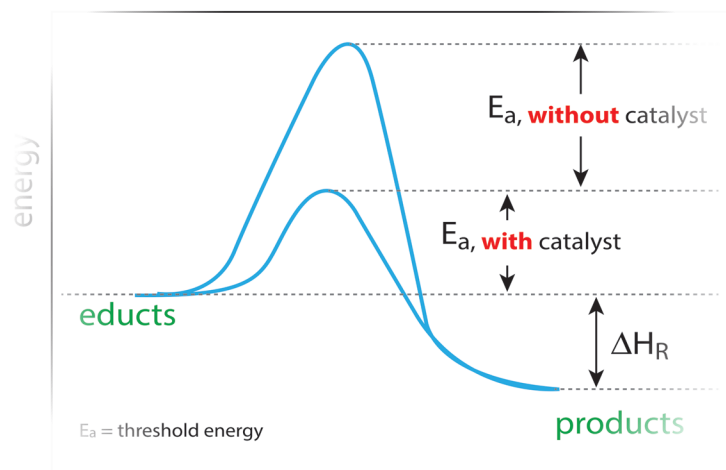 energy
Ea, without catalyst
Ea, with catalyst
educts
ΔHR
Ea = threshold energy
products